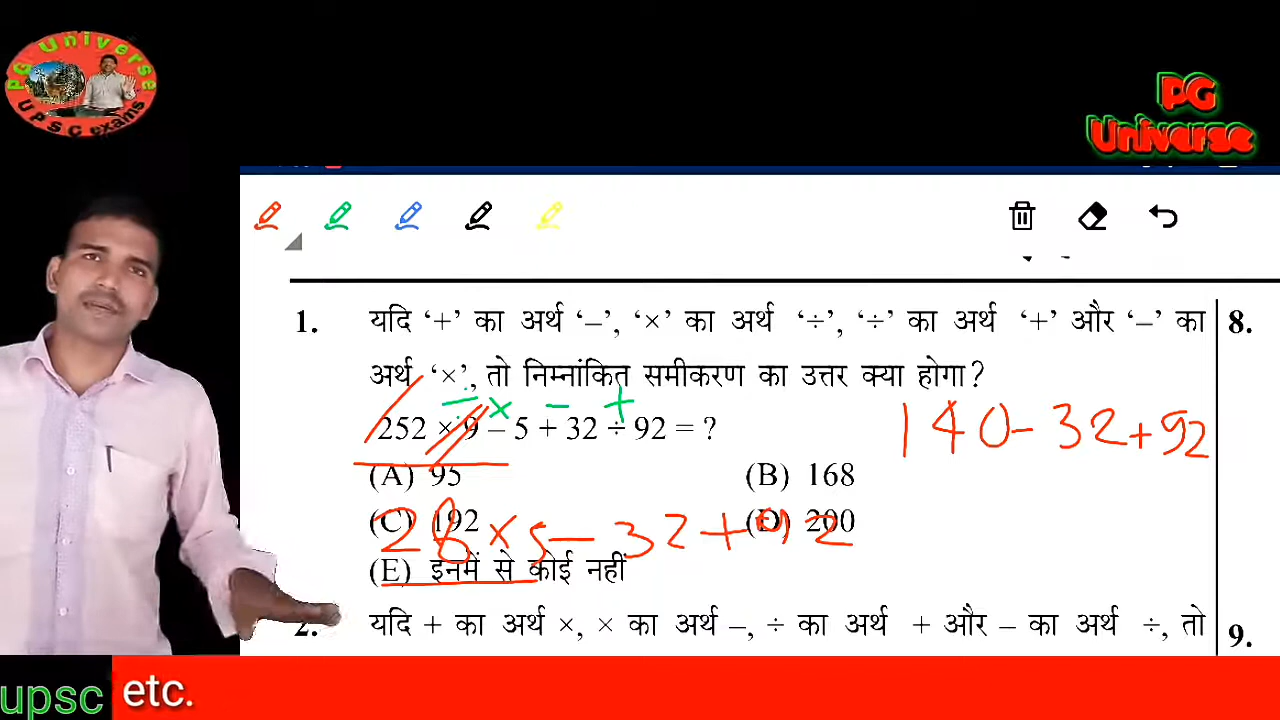 PG Universe
UPSC exams
PG
Universe
1. यदि ‘+’ का अर्थ ‘–’, ‘×’ का अर्थ ‘÷’, ‘÷’ का अर्थ ‘+’ और ‘–’ का
अर्थ ‘×’, तो निम्नांकित समीकरण का उत्तर क्या होगा?
÷ × – +
252 × 9 – 5 + 32 ÷ 92 = ?
(A) 95 (B) 168
(C) 192 (D) 200
(E) इनमें से कोई नहीं
28 × 5 – 32 + 92
2. यदि + का अर्थ ×, × का अर्थ –, ÷ का अर्थ + और – का अर्थ ÷, तो
8.
140 – 32 + 92
9.
upsc etc.